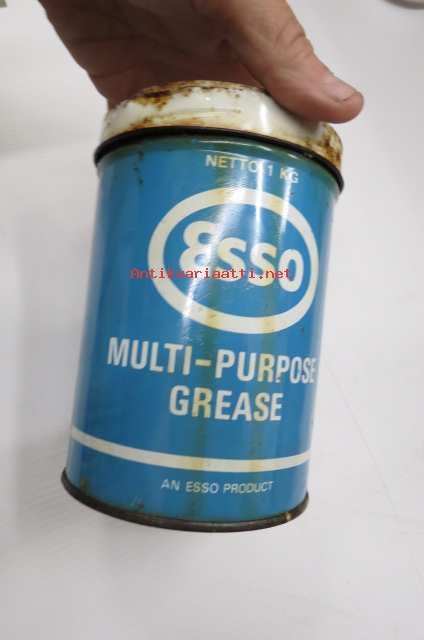 NETTO 1 KG
Esso
Antikvariaatti.net
MULTI-PURPOSE
GREASE
AN ESSO PRODUCT